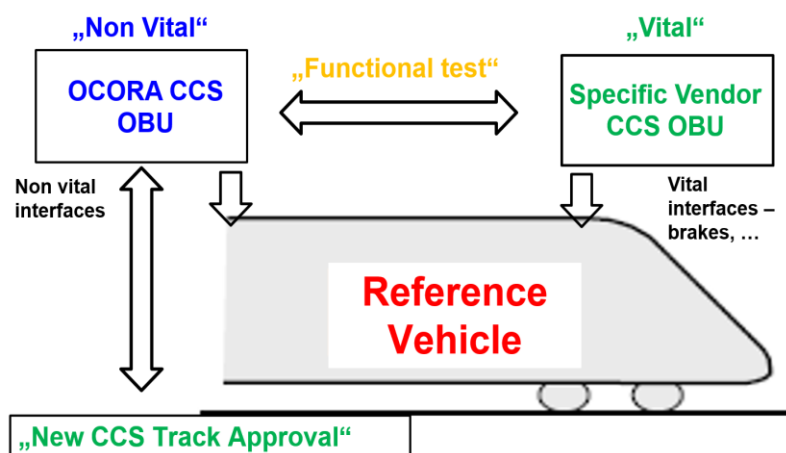 „Non Vital“
„Vital“
„Functional test“
OCORA CCS
OBU
Specific Vendor
CCS OBU
Non vital
interfaces
Vital
interfaces –
brakes, …
Reference
Vehicle
„New CCS Track Approval“